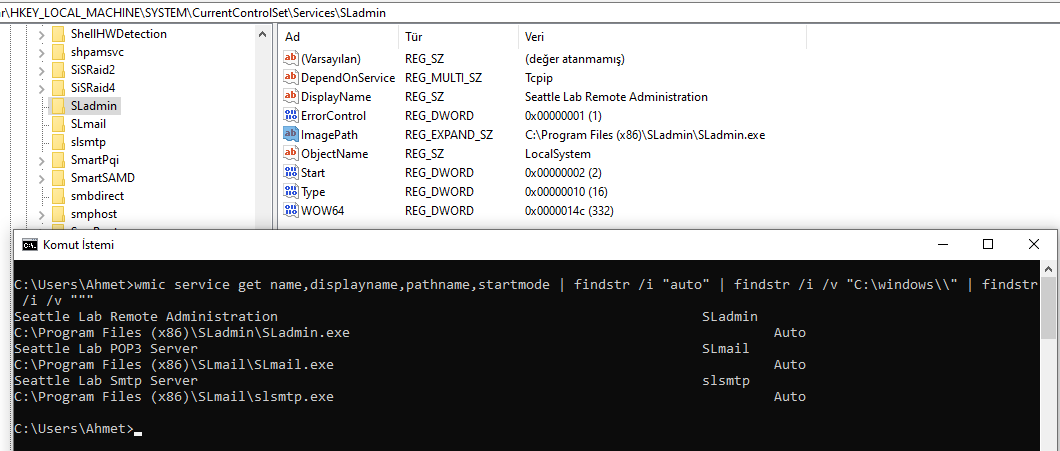 ar\HKEY_LOCAL_MACHINE\SYSTEM\CurrentControlSet\Services\SLadmin
ShellHWDetection
shpamsvc
SiSRaid2
SiSRaid4
SLadmin
SLmail
slsmtp
SmartPqi
SmartSAMD
smbdirect
smphost
Ad Tür Veri
(Varsayılan) REG_SZ (değer atanmamış)
DependOnService REG_MULTI_SZ Tcpip
DisplayName REG_SZ Seattle Lab Remote Administration
ErrorControl REG_DWORD 0x00000001 (1)
ImagePath REG_EXPAND_SZ C:\Program Files (x86)\SLadmin\SLadmin.exe
ObjectName REG_SZ LocalSystem
Start REG_DWORD 0x00000002 (2)
Type REG_DWORD 0x00000010 (16)
WOW64 REG_DWORD 0x0000014c (332)
Komut İstemi
C:\Users\Ahmet>wmic service get name,displayname,pathname,startmode | findstr /i "auto" | findstr /i /v "C:\windows\\" | findstr
/i /v """
Seattle Lab Remote Administration SLadmin
C:\Program Files (x86)\SLadmin\SLadmin.exe Auto
Seattle Lab POP3 Server SLmail
C:\Program Files (x86)\SLmail\SLmail.exe Auto
Seattle Lab Smtp Server slsmtp
C:\Program Files (x86)\SLmail\slsmtp.exe Auto
C:\Users\Ahmet>